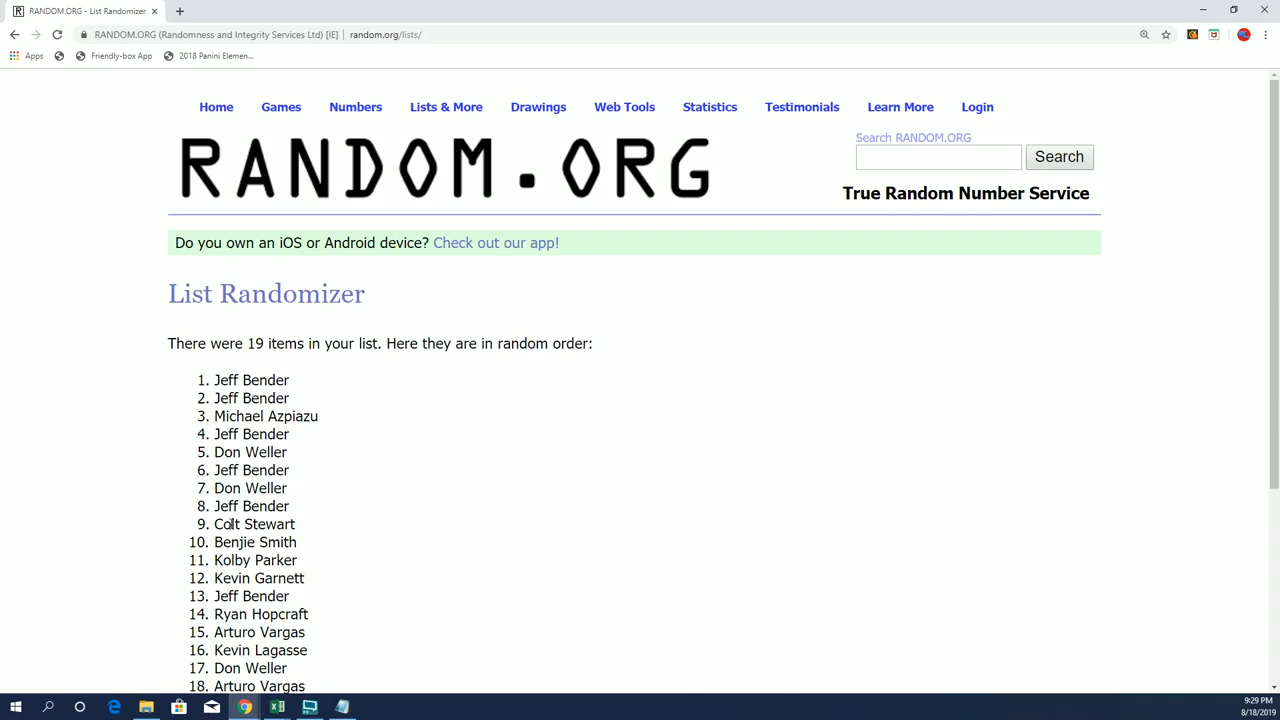 RANDOM.ORG - List Randomizer
RANDOM.ORG (Randomness and Integrity Services Ltd) [IE] random.org/lists/
Apps Friendly-box App 2018 Panini Elemen...
Home Games Numbers Lists & More Drawings Web Tools Statistics Testimonials Learn More Login
RANDOM.ORG
Search RANDOM.ORG
Search
True Random Number Service
Do you own an iOS or Android device? Check out our app!
List Randomizer
There were 19 items in your list. Here they are in random order:
1. Jeff Bender
2. Jeff Bender
3. Michael Azpiazu
4. Jeff Bender
5. Don Weller
6. Jeff Bender
7. Don Weller
8. Jeff Bender
9. Colt Stewart
10. Benjie Smith
11. Kolby Parker
12. Kevin Garnett
13. Jeff Bender
14. Ryan Hopcraft
15. Arturo Vargas
16. Kevin Lagasse
17. Don Weller
18. Arturo Vargas
9:29 PM
8/18/2019